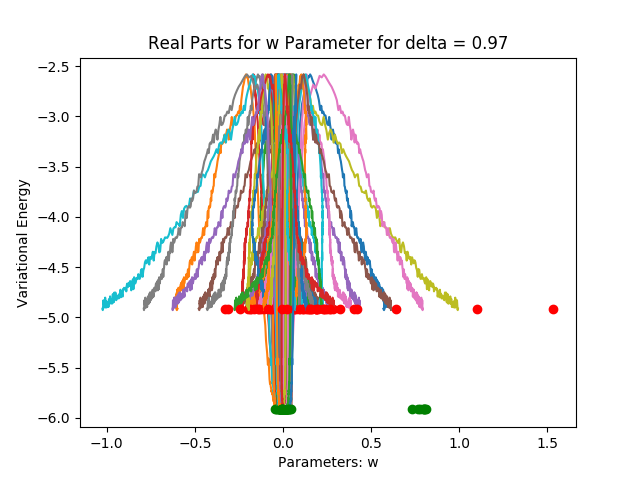 Real Parts for w Parameter for delta = 0.97
Variational Energy
−2.5
−3.0
−3.5
−4.0
−4.5
−5.0
−5.5
−6.0
−1.0 −0.5 0.0 0.5 1.0 1.5
Parameters: w